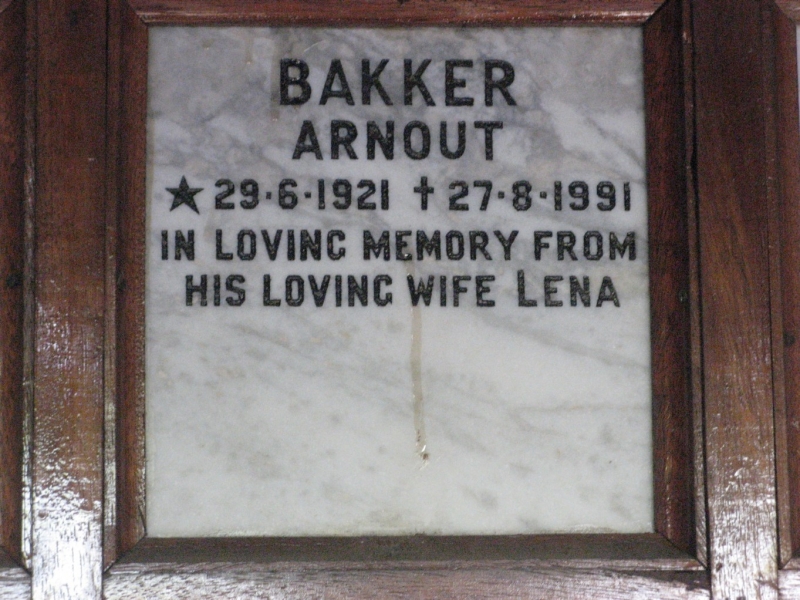 BAKKER
ARNOUT
★ 29·6·1921 † 27·8·1991
IN LOVING MEMORY FROM
HIS LOVING WIFE LENA